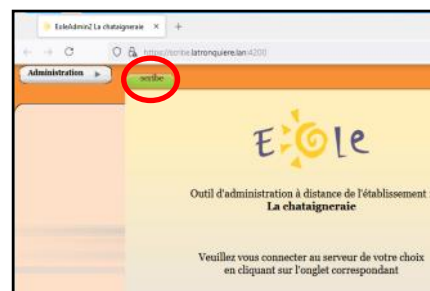 EoleAdmin2 La chataigneraie × +
https://scribe.latronquiere.lan:4200
Administration
scribe
EOle
Outil d'administration à distance de l'établissement :
La chataigneraie
Veuillez vous connecter au serveur de votre choix
en cliquant sur l'onglet correspondant